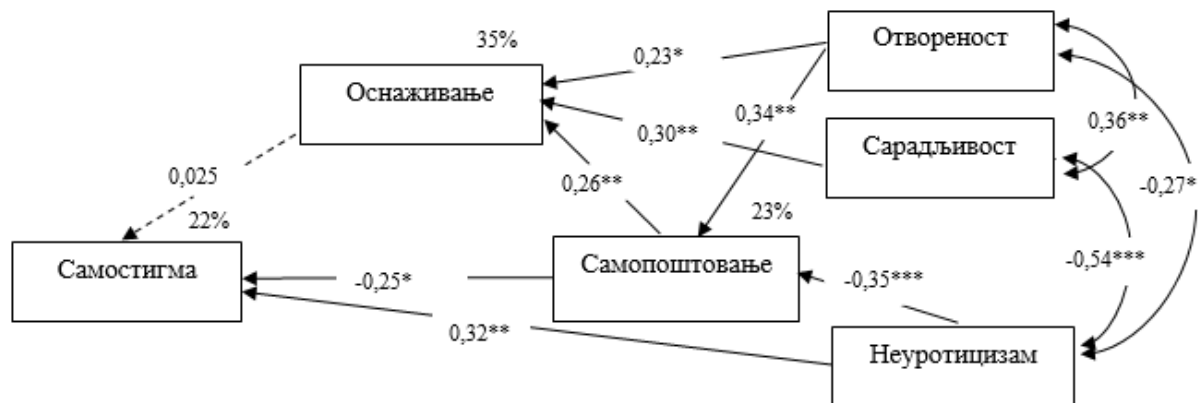 Отвореност
35%
0,23*
Оснаживање
0,34**
0,36**
0,30**
Сарадљивост
0,025
0,26**
-0,27*
22%
23%
Самостигма
Самопоштовање
-0,54***
-0,25*
-0,35***
0,32**
Неуротицизам